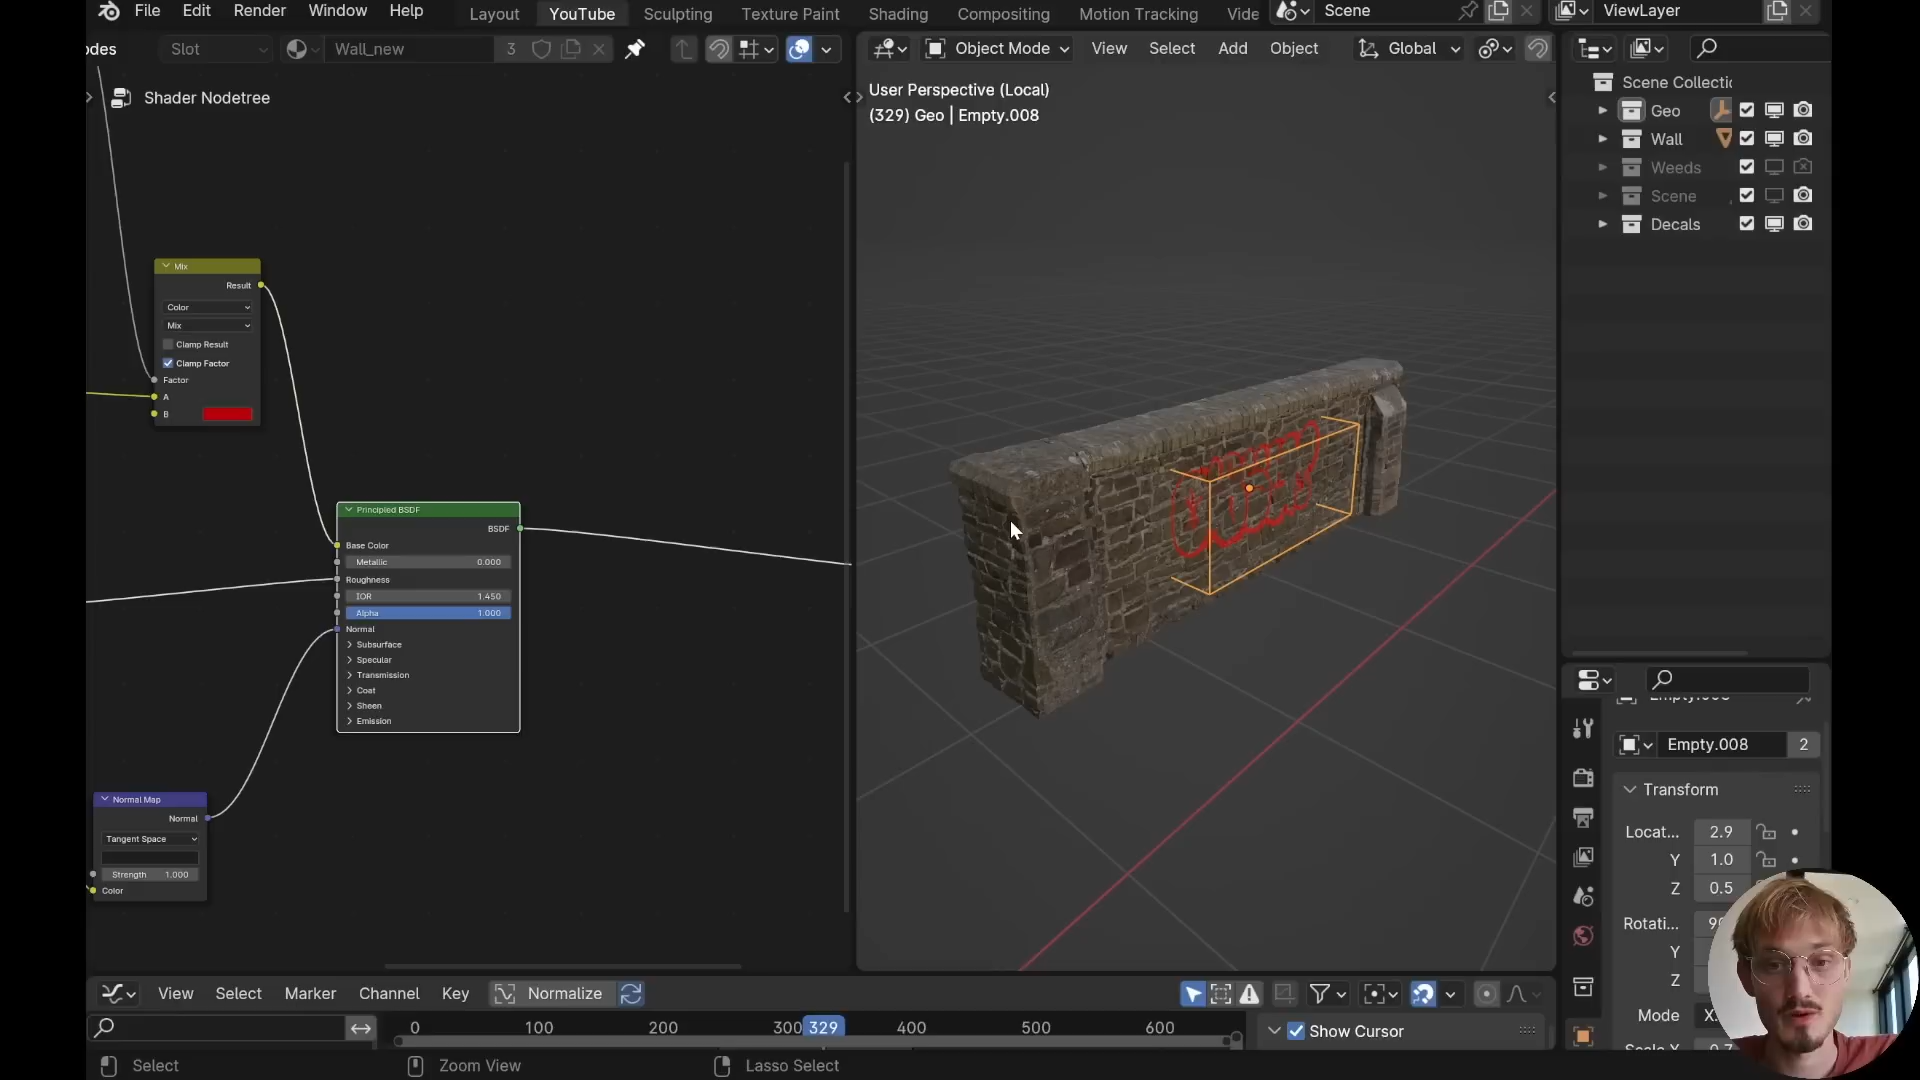 File Edit Render Window Help Layout YouTube Sculpting Texture Paint Shading Compositing Motion Tracking Vide Scene ViewLayer
odes Slot Wall_new 3 Object Mode View Select Add Object Global
Shader Nodetree
User Perspective (Local)
(329) Geo | Empty.008
Scene Collectio
Geo
Wall
Weeds
Scene
Decals
Mix
Result
Color
Mix
Clamp Result
Clamp Factor
Factor
A
B
Principled BSDF
BSDF
Base Color
Metallic 0.000
Roughness
IOR 1.450
Alpha 1.000
Normal
Subsurface
Specular
Transmission
Coat
Sheen
Emission
Normal Map
Normal
Tangent Space
Strength 1.000
Color
Empty.008
Empty.008 2
Transform
Locat... 2.9
Y 1.0
Z 0.5
Rotati...
Y
Z
Mode X
View Select Marker Channel Key Normalize
0 100 200 300 329 400 500 600
Show Cursor
Select Zoom View Lasso Select